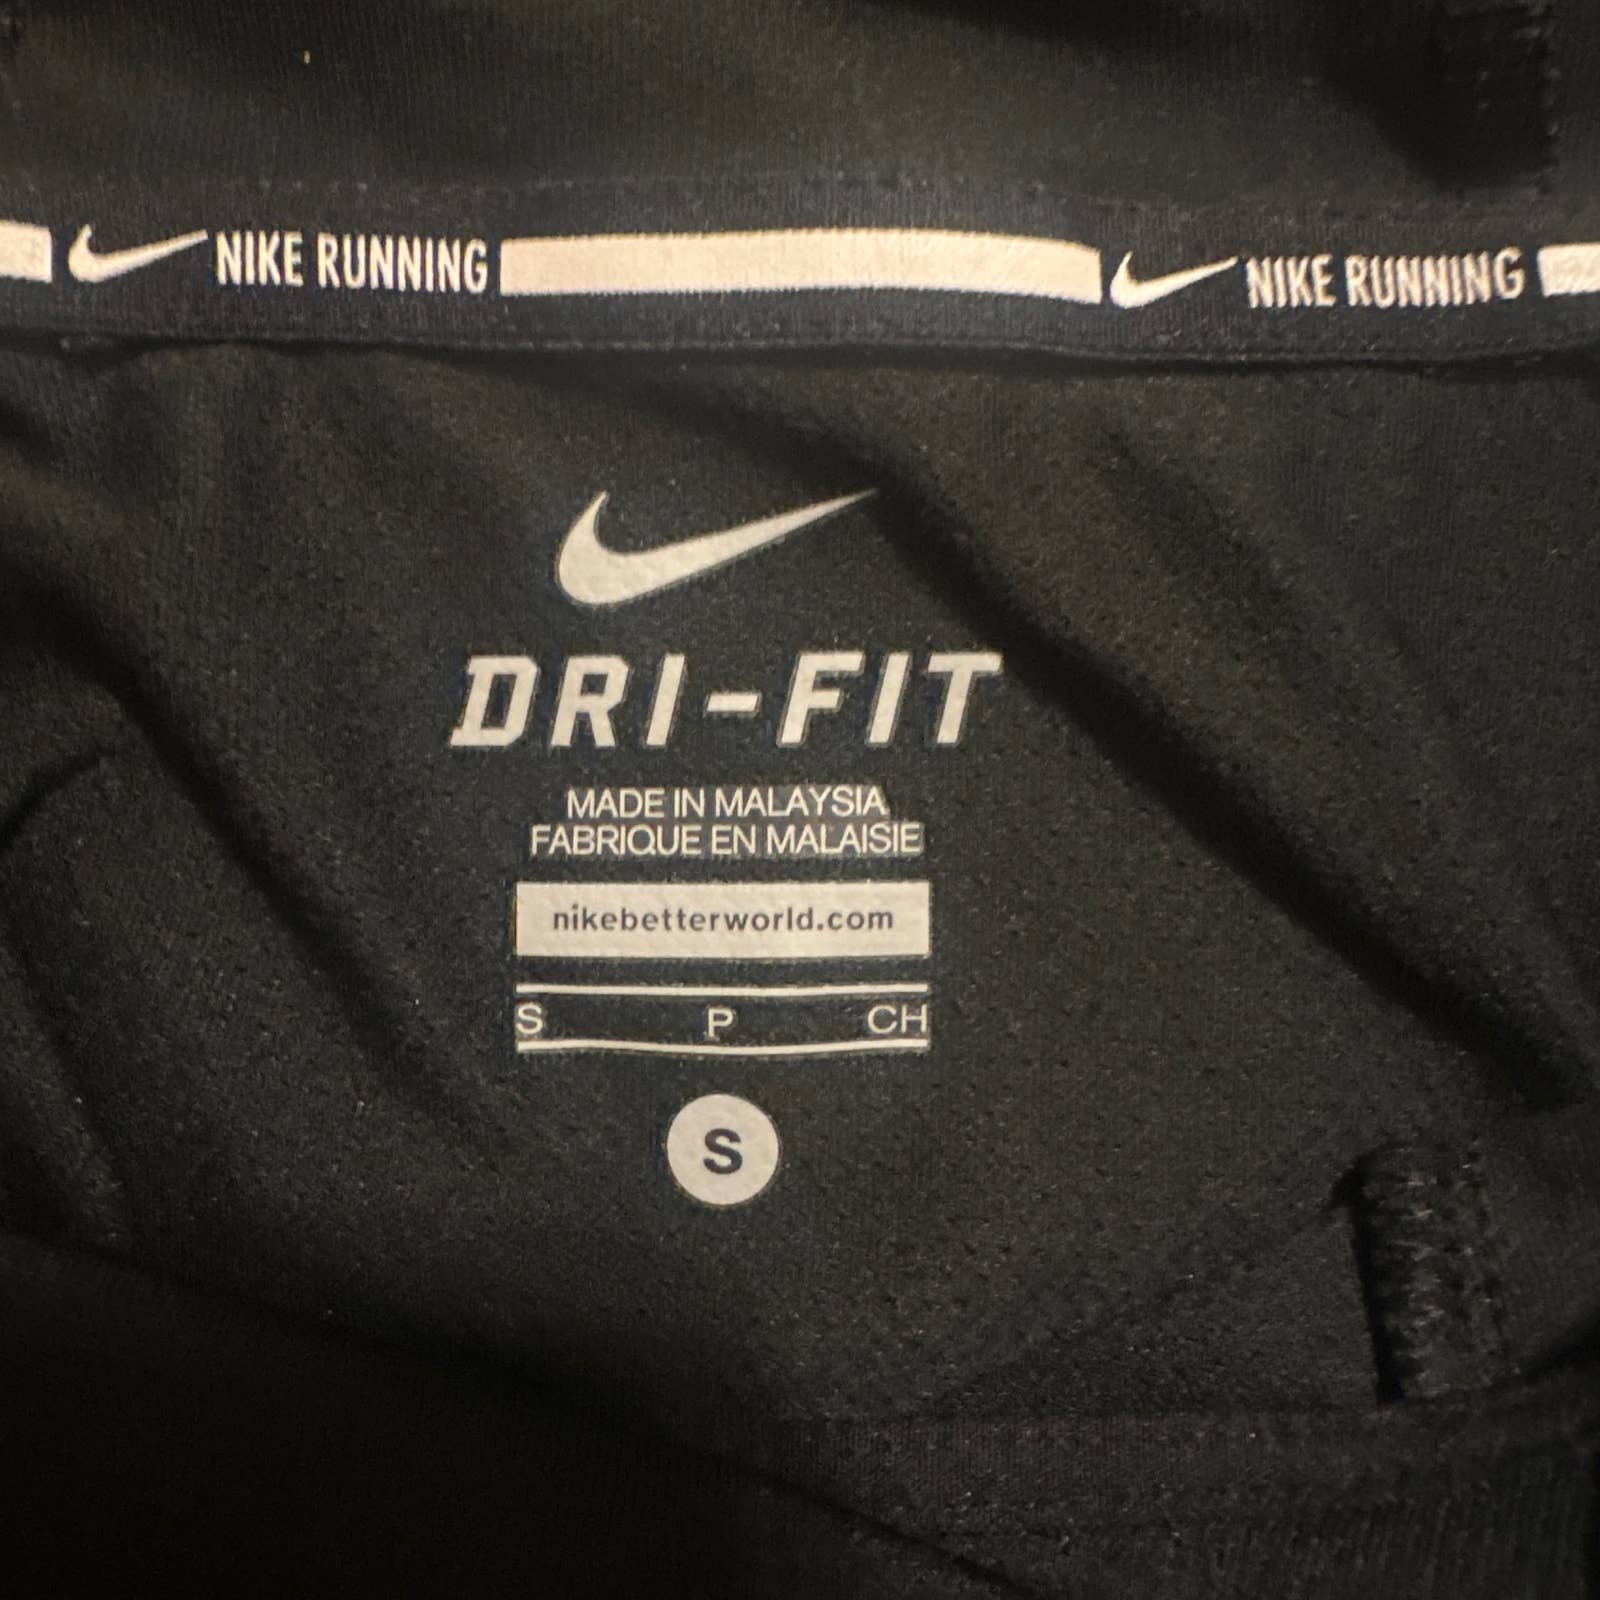 NIKE RUNNING NIKE RUNNING
DRI-FIT
MADE IN MALAYSIA
FABRIQUE EN MALAISIE
nikebetterworld.com
S P CH
S